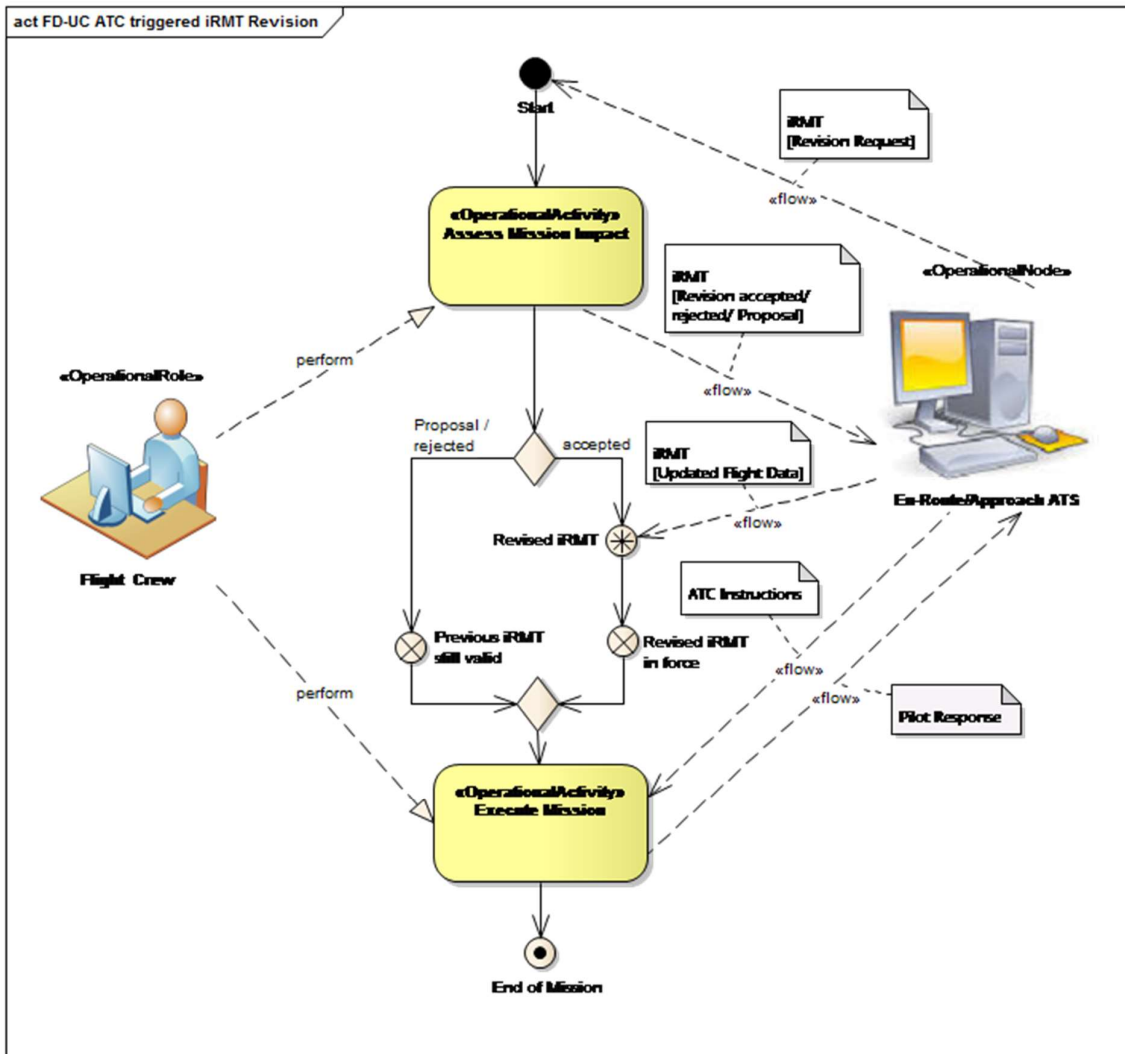 act FD-UC ATC triggered iRMT Revision
Start
iRMT
[Revision Request]
«flow»
«OperationalActivity»
Assess Mission Impact
iRMT
[Revision accepted/
rejected/ Proposal]
«OperationalNode»
perform
«OperationalRole»
«flow»
Proposal /
rejected
accepted
iRMT
[Updated Flight Data]
En-Route/Approach ATS
«flow»
Revised iRMT
Flight Crew
ATC Instructions
Previous iRMT
still valid
Revised iRMT
in force
«flow»
perform
«flow»
Pilot Response
«OperationalActivity»
Execute Mission
End of Mission